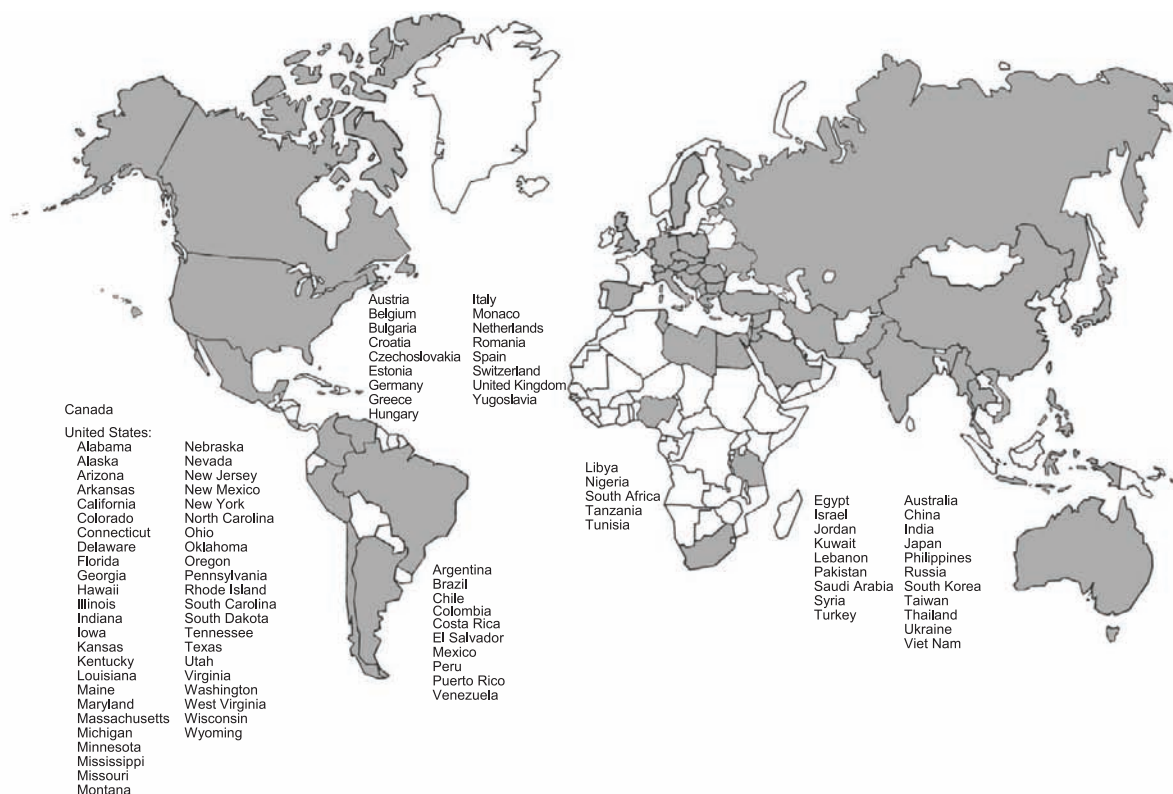 Austria
Belgium
Bulgaria
Croatia
Czechoslovakia
Estonia
Germany
Greece
Hungary
Italy
Monaco
Netherlands
Romania
Spain
Switzerland
United Kingdom
Yugoslavia
Canada
United States:
Alabama
Alaska
Arizona
Arkansas
California
Colorado
Connecticut
Delaware
Florida
Georgia
Hawaii
Illinois
Indiana
Iowa
Kansas
Kentucky
Louisiana
Maine
Maryland
Massachusetts
Michigan
Minnesota
Mississippi
Missouri
Montana
Nebraska
Nevada
New Jersey
New Mexico
New York
North Carolina
Ohio
Oklahoma
Oregon
Pennsylvania
Rhode Island
South Carolina
South Dakota
Tennessee
Texas
Utah
Virginia
Washington
West Virginia
Wisconsin
Wyoming
Argentina
Brazil
Chile
Colombia
Costa Rica
El Salvador
Mexico
Peru
Puerto Rico
Venezuela
Libya
Nigeria
South Africa
Tanzania
Tunisia
Egypt
Israel
Jordan
Kuwait
Lebanon
Pakistan
Saudi Arabia
Syria
Turkey
Australia
China
India
Japan
Philippines
Russia
South Korea
Taiwan
Thailand
Ukraine
Viet Nam